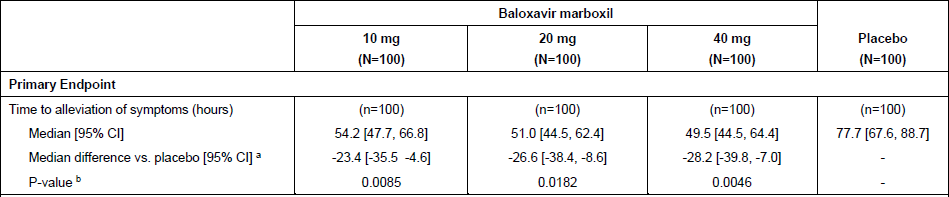 Baloxavir marboxil
10 mg 20 mg 40 mg Placebo
(N=100) (N=100) (N=100) (N=100)
Primary Endpoint
Time to alleviation of symptoms (hours) (n=100) (n=100) (n=100) (n=100)
Median [95% CI] 54.2 [47.7, 66.8] 51.0 [44.5, 62.4] 49.5 [44.5, 64.4] 77.7 [67.6, 88.7]
Median difference vs. placebo [95% CI] a -23.4 [-35.5 -4.6] -26.6 [-38.4, -8.6] -28.2 [-39.8, -7.0] -
P-value b 0.0085 0.0182 0.0046 -